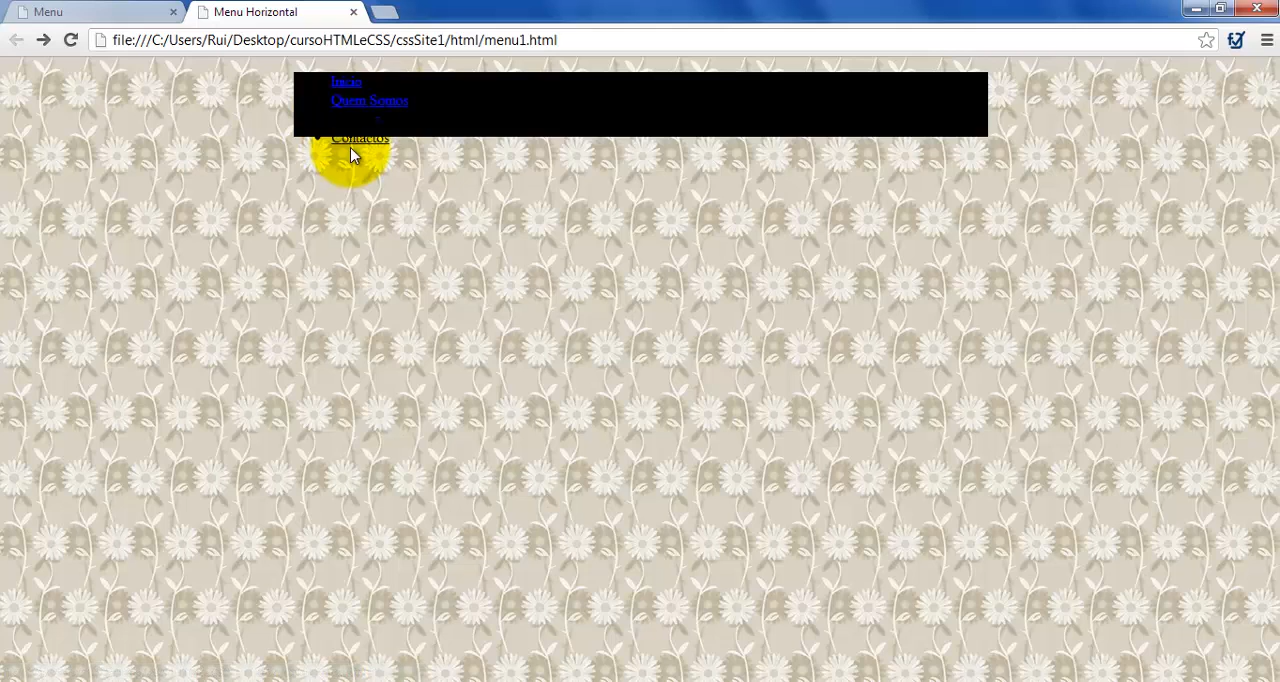 Menu
Menu Horizontal
file:///C:/Users/Rui/Desktop/cursoHTMLeCSS/cssSite1/html/menu1.html
Inicio
Quem Somos
Contactos